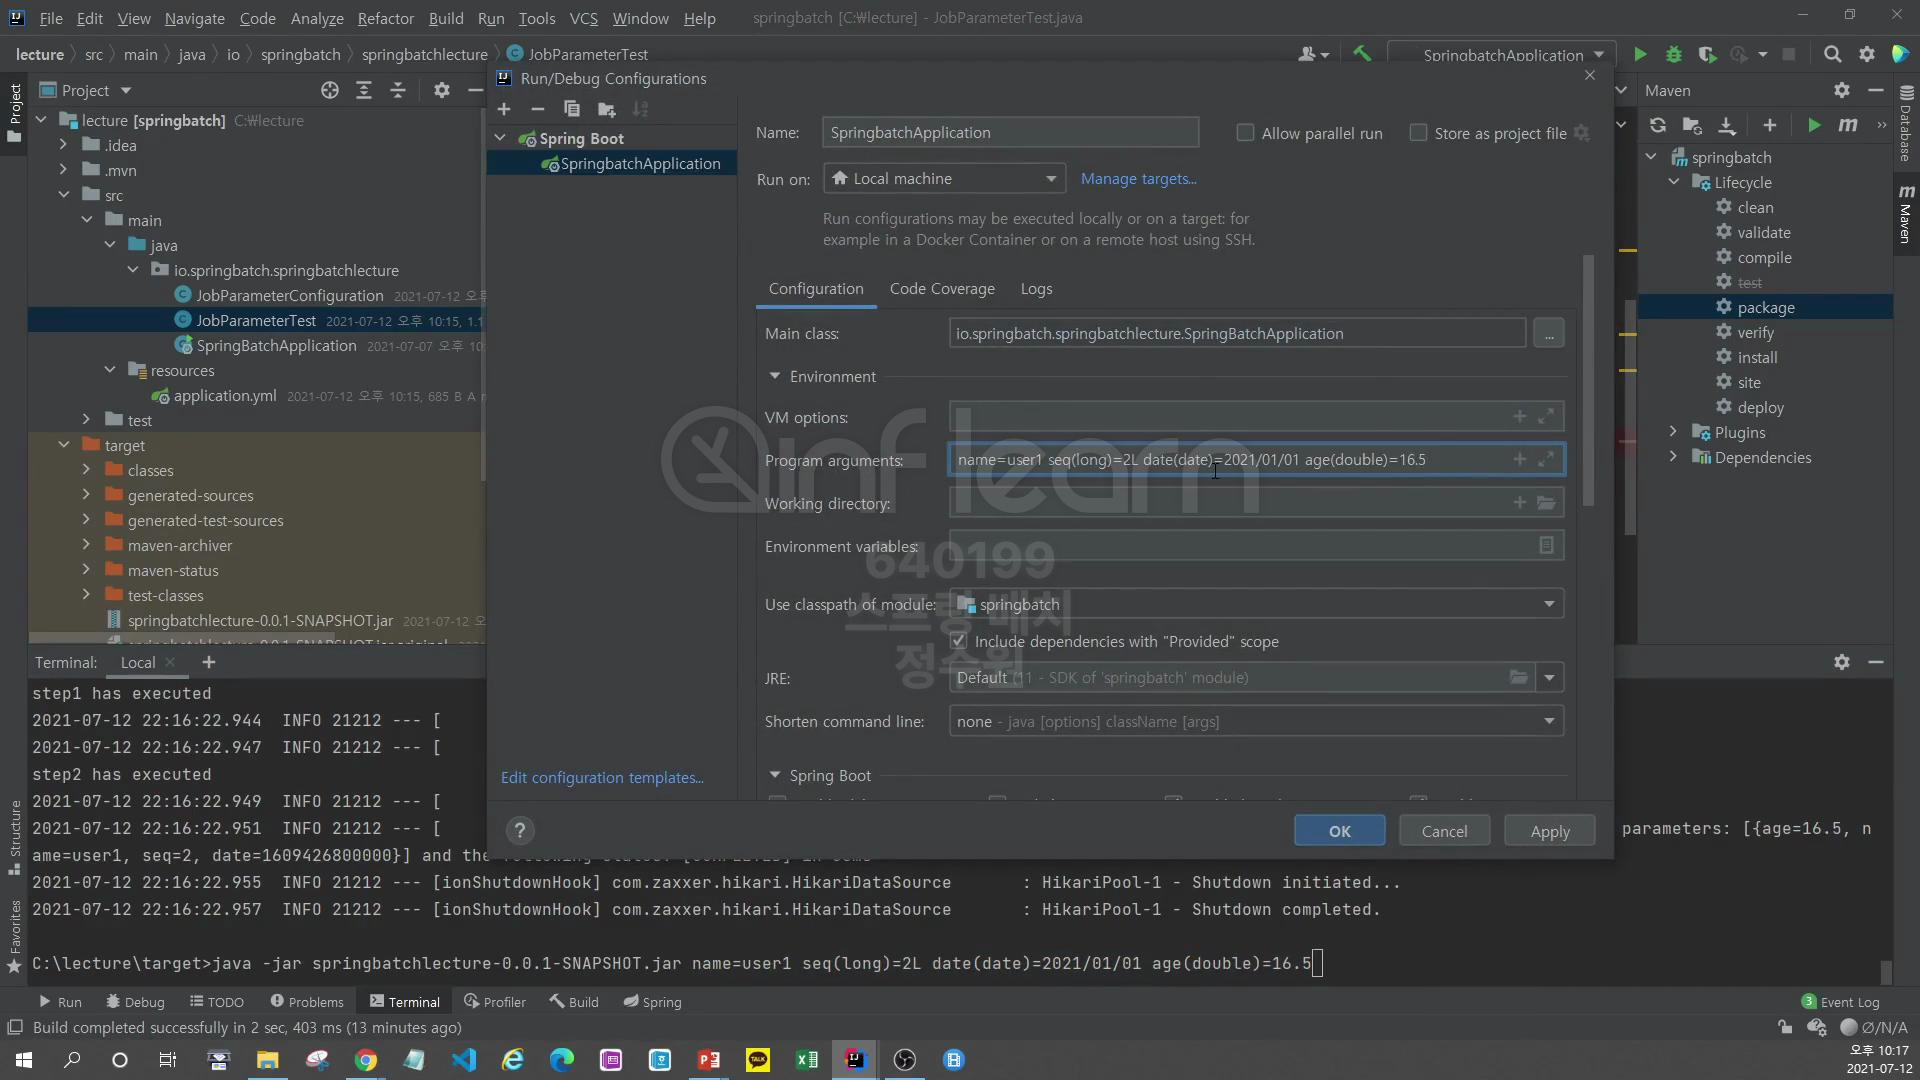 File Edit View Navigate Code Analyze Refactor Build Run Tools VCS Window Help springbatch [C:₩lecture] - JobParameterTest.java
lecture src main java io springbatch springbatchlecture JobParameterTest
SpringbatchApplication
Project
Project
lecture [springbatch] C:₩lecture
.idea
.mvn
src
main
java
io.springbatch.springbatchlecture
JobParameterConfiguration 2021-07-12 오후
JobParameterTest 2021-07-12 오후 10:15, 1.1
SpringBatchApplication 2021-07-07 오후 10:
resources
application.yml 2021-07-12 오후 10:15, 685 B A
test
target
classes
generated-sources
generated-test-sources
maven-archiver
maven-status
test-classes
springbatchlecture-0.0.1-SNAPSHOT.jar 2021-07-12 오후
Run/Debug Configurations
Spring Boot
SpringbatchApplication
Edit configuration templates...
Name: SpringbatchApplication
Allow parallel run
Store as project file
Run on: Local machine
Manage targets...
Run configurations may be executed locally or on a target: for
example in a Docker Container or on a remote host using SSH.
Configuration Code Coverage Logs
Main class: io.springbatch.springbatchlecture.SpringBatchApplication ...
Environment
VM options:
Program arguments: name=user1 seq(long)=2L date(date)=2021/01/01 age(double)=16.5
Working directory:
Environment variables:
Use classpath of module: springbatch
Include dependencies with "Provided" scope
JRE: Default (11 - SDK of 'springbatch' module)
Shorten command line: none - java [options] className [args]
Spring Boot
? OK Cancel Apply
inflearn
640199
스프링 배치
정수원
Maven
springbatch
Lifecycle
clean
validate
compile
test
package
verify
install
site
deploy
Plugins
Dependencies
Database
Maven
Terminal: Local
step1 has executed
2021-07-12 22:16:22.944 INFO 21212 --- [
2021-07-12 22:16:22.947 INFO 21212 --- [
step2 has executed
2021-07-12 22:16:22.949 INFO 21212 --- [
2021-07-12 22:16:22.951 INFO 21212 --- [ parameters: [{age=16.5, n
ame=user1, seq=2, date=1609426800000}] and the
2021-07-12 22:16:22.955 INFO 21212 --- [ionShutdownHook] com.zaxxer.hikari.HikariDataSource : HikariPool-1 - Shutdown initiated...
2021-07-12 22:16:22.957 INFO 21212 --- [ionShutdownHook] com.zaxxer.hikari.HikariDataSource : HikariPool-1 - Shutdown completed.
C:\lecture\target>java -jar springbatchlecture-0.0.1-SNAPSHOT.jar name=user1 seq(long)=2L date(date)=2021/01/01 age(double)=16.5
Structure
Favorites
Run Debug TODO Problems Terminal Profiler Build Spring 3 Event Log
Build completed successfully in 2 sec, 403 ms (13 minutes ago) Ø/N/A
오후 10:17
2021-07-12